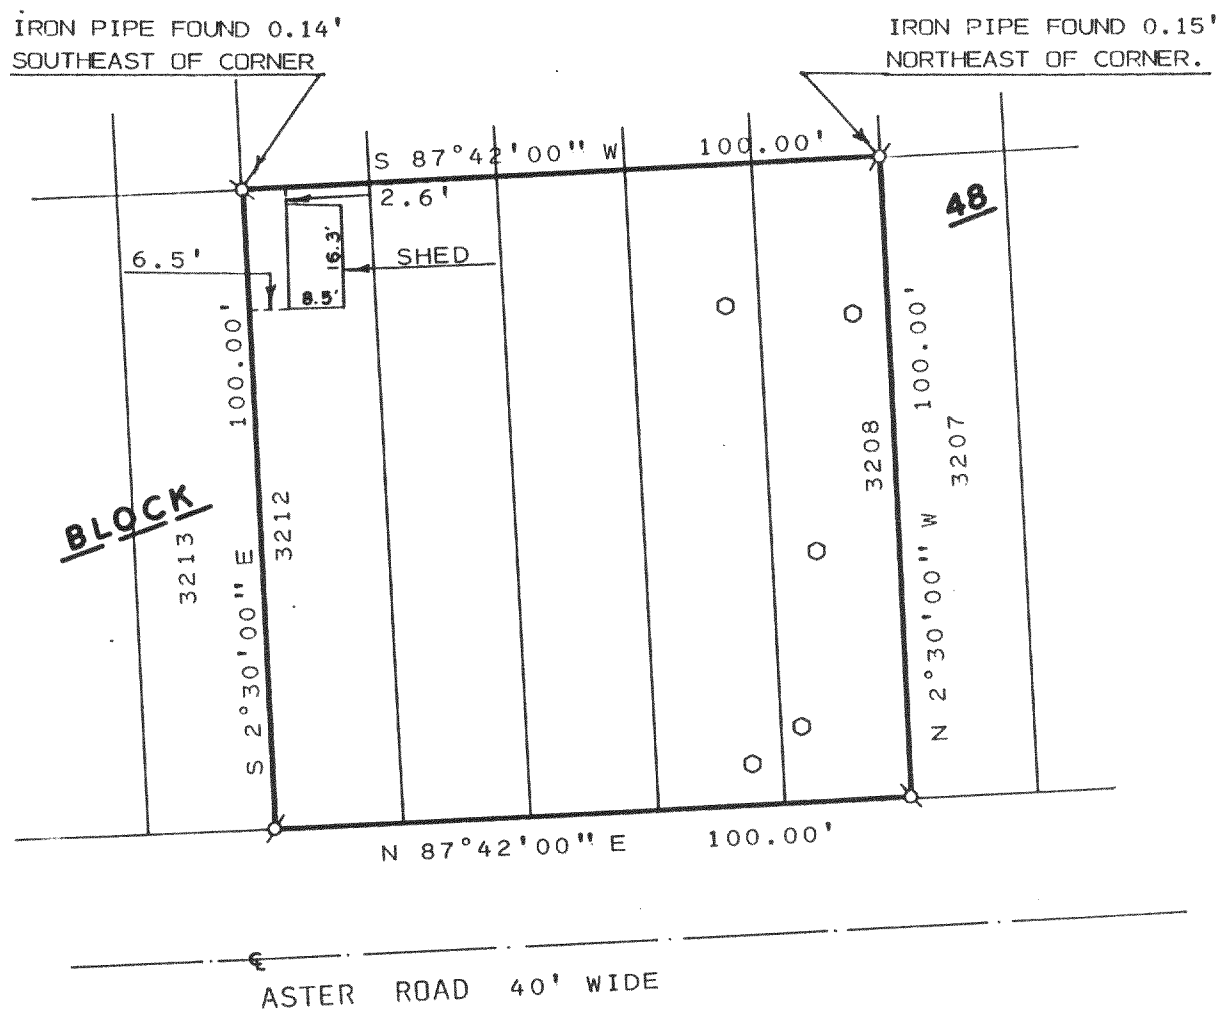 IRON PIPE FOUND 0.14'
SOUTHEAST OF CORNER
IRON PIPE FOUND 0.15'
NORTHEAST OF CORNER.
S 87°42'00" W 100.00'
2.6'
48
6.5'
16.3'
SHED
8.5'
100.00'
100.00'
3208
3207
BLOCK
3213
3212
S 2°30'00" E
N 2°30'00" W
N 87°42'00" E 100.00'
℄
ASTER ROAD 40' WIDE